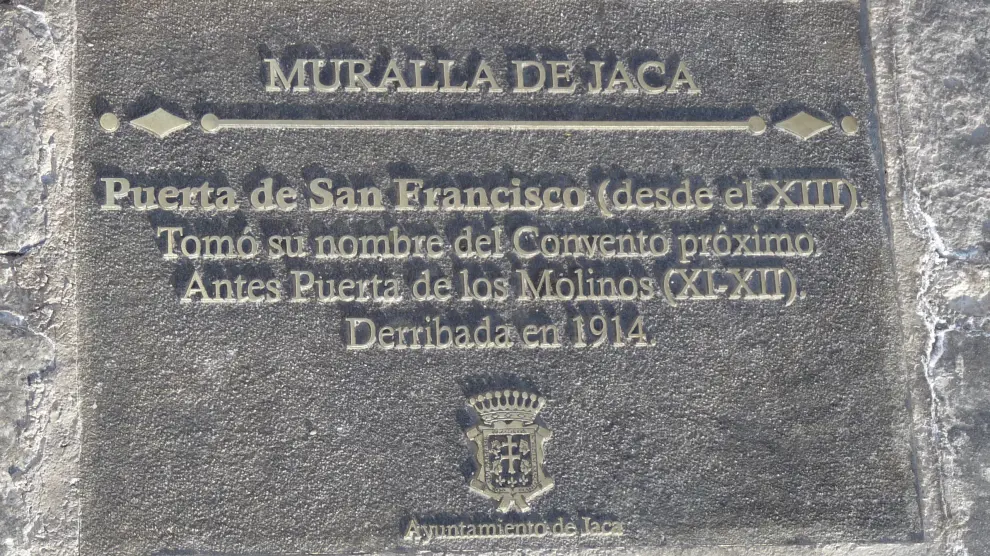 MURALLA DE JACA
Puerta de San Francisco (desde el XIII).
Tomó su nombre del Convento próximo.
Antes Puerta de los Molinos (XI-XII).
Derribada en 1914.
Ayuntamiento de Jaca